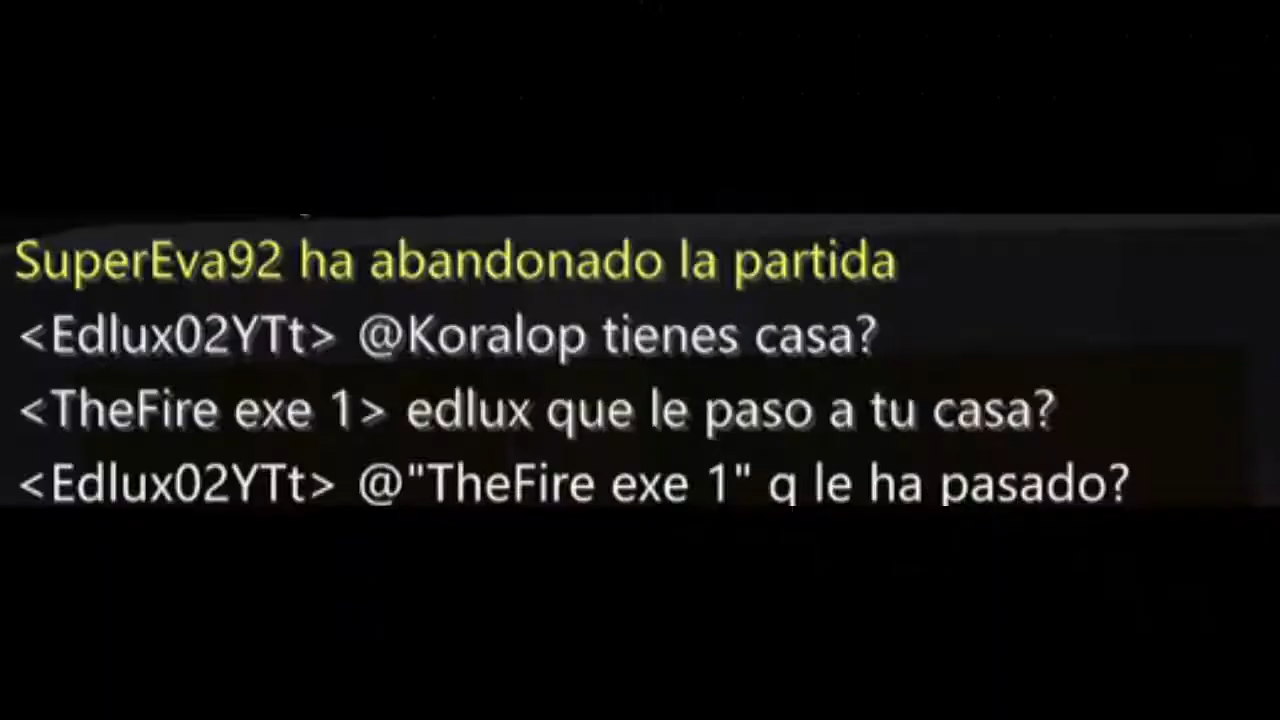 SuperEva92 ha abandonado la partida
<Edlux02YTt> @Koralop tienes casa?
<TheFire exe 1> edlux que le paso a tu casa?
<Edlux02YTt> @"TheFire exe 1" q le ha pasado?